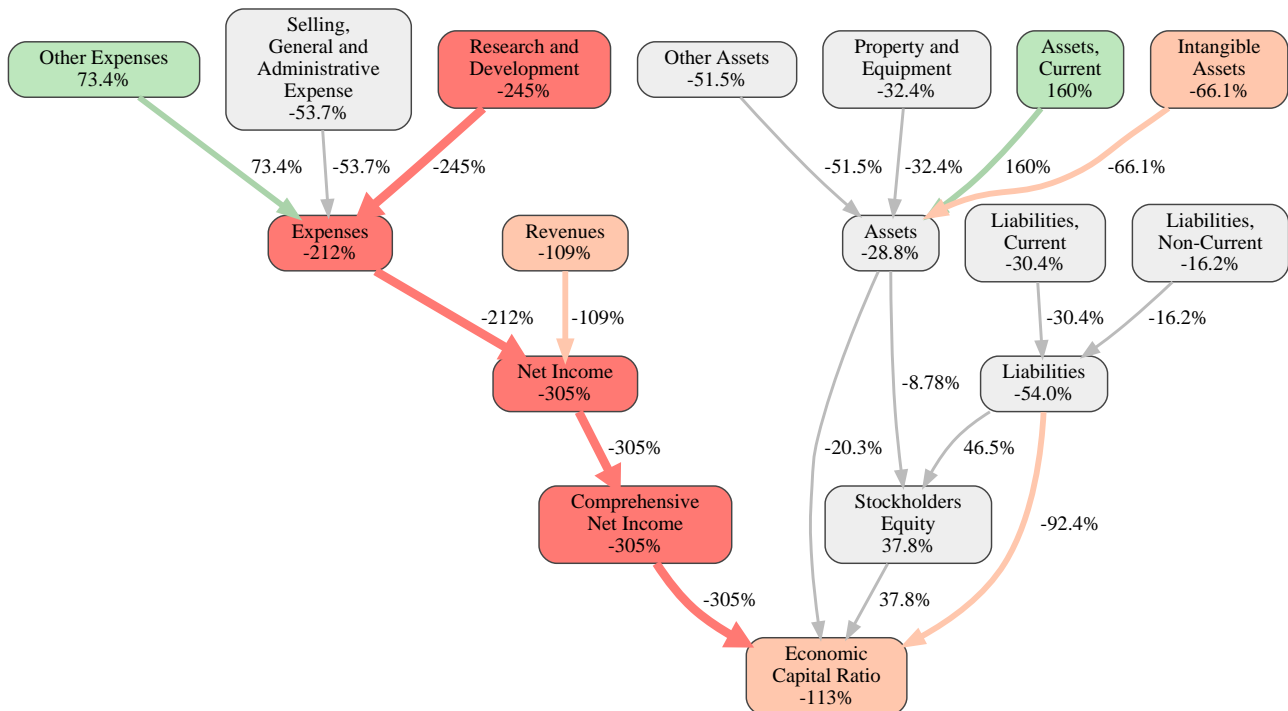 Other Expenses
73.4%
Selling,
General and
Administrative
Expense
-53.7%
Research and
Development
-245%
Other Assets
-51.5%
Property and
Equipment
-32.4%
Assets,
Current
160%
Intangible
Assets
-66.1%
73.4%
-53.7%
-245%
-51.5%
-32.4%
160%
-66.1%
Expenses
-212%
Revenues
-109%
Assets
-28.8%
Liabilities,
Current
-30.4%
Liabilities,
Non-Current
-16.2%
-212%
-109%
-30.4%
-16.2%
Net Income
-305%
-8.78%
Liabilities
-54.0%
-305%
-20.3%
46.5%
Comprehensive
Net Income
-305%
Stockholders
Equity
37.8%
-92.4%
-305%
37.8%
Economic
Capital Ratio
-113%